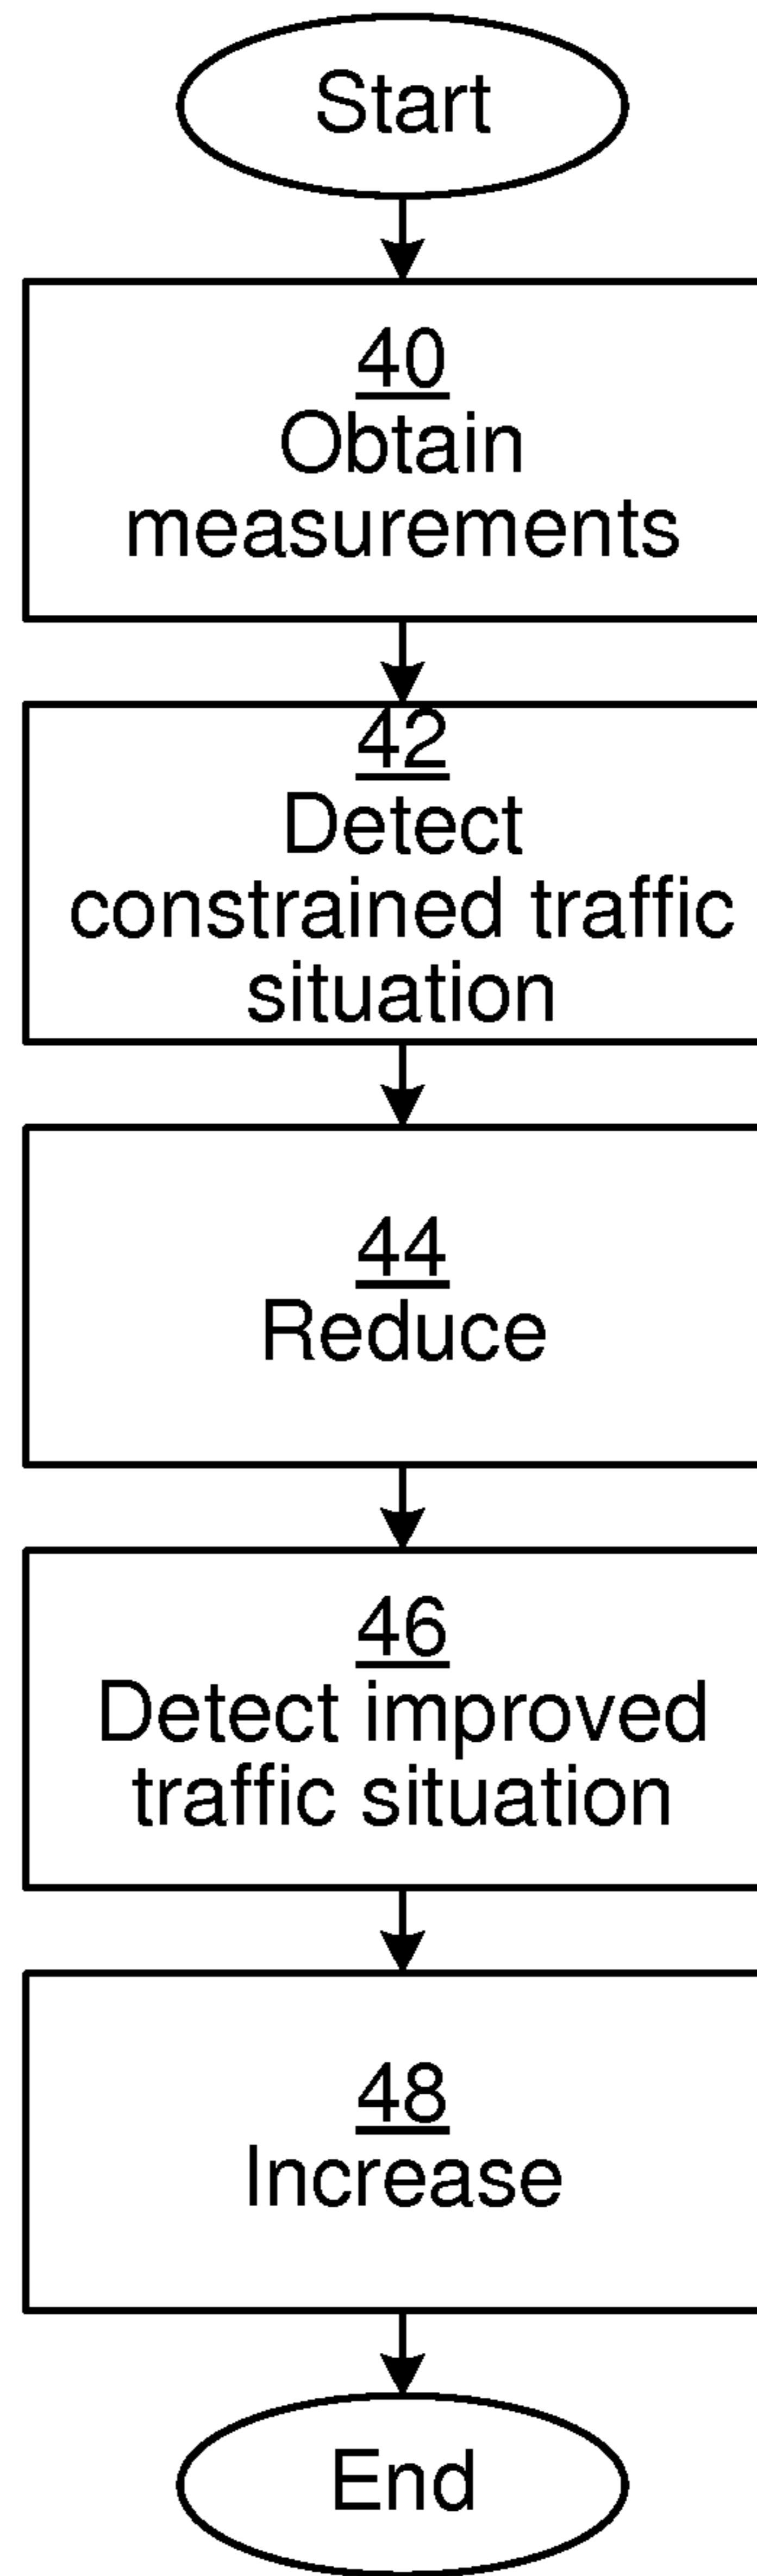 Start
40
Obtain
measurements
42
Detect
constrained traffic
situation
44
Reduce
46
Detect improved
traffic situation
48
Increase
End